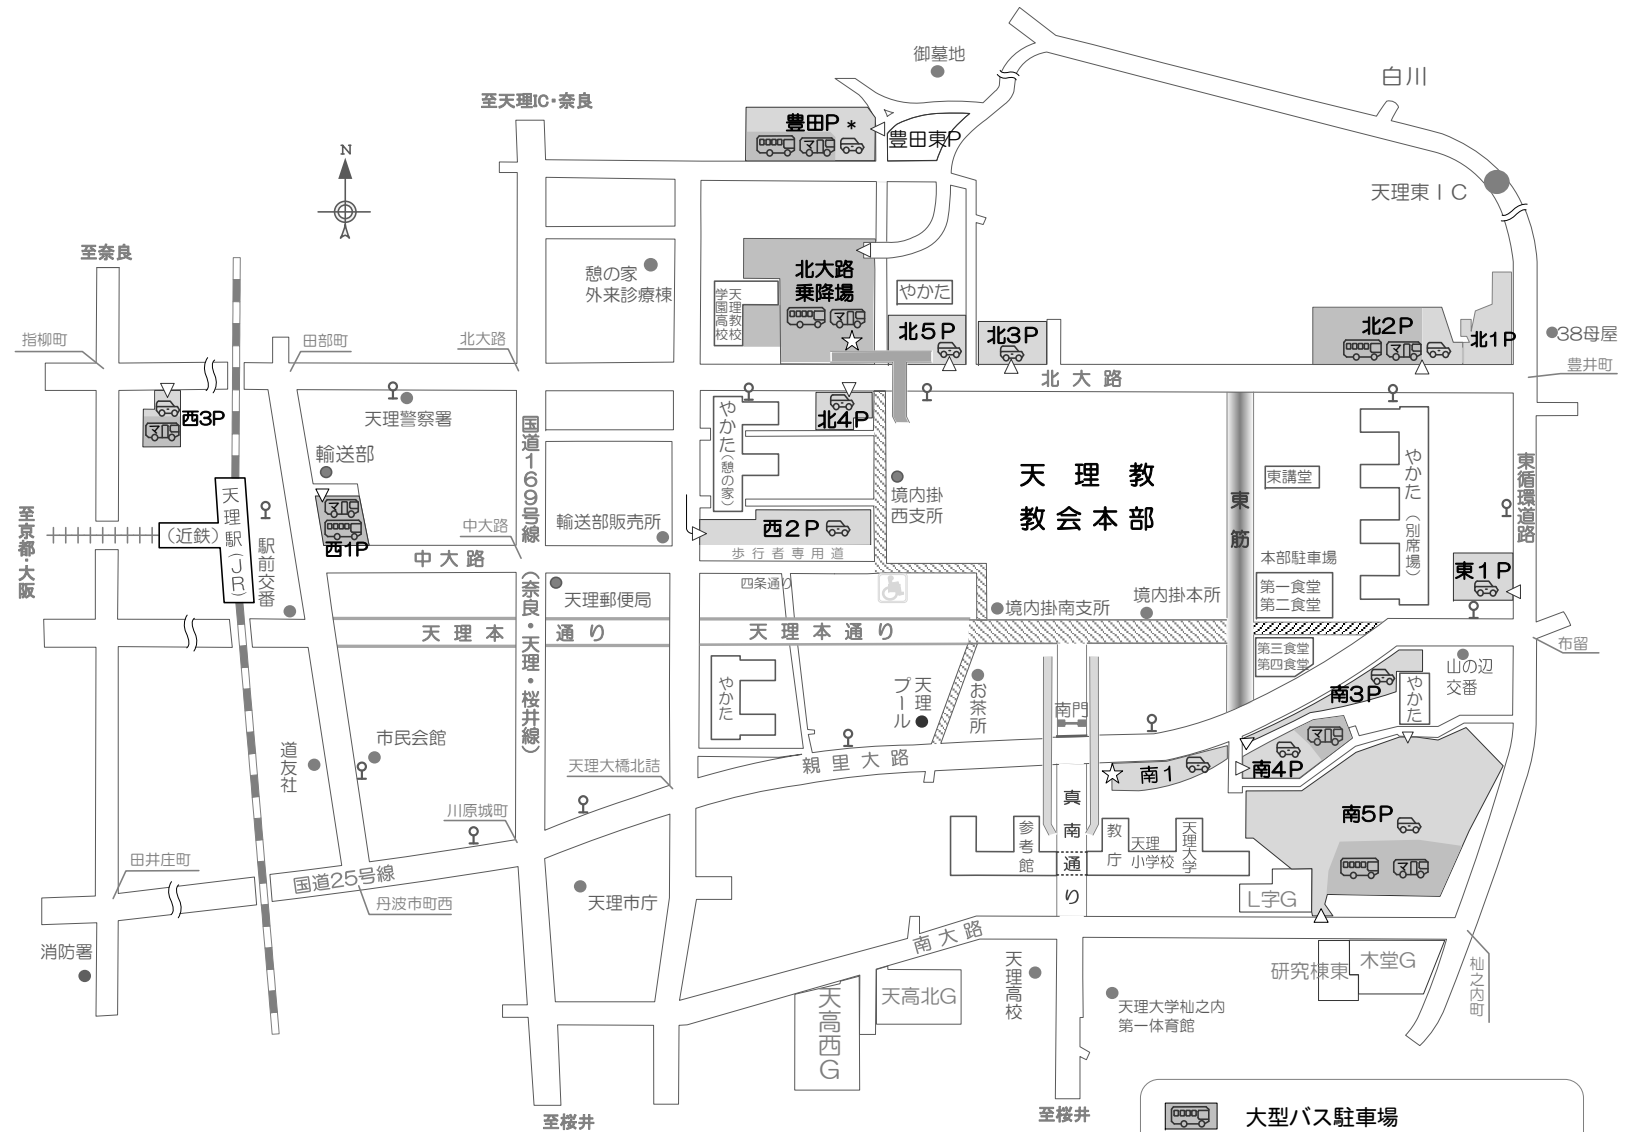 御墓地
白川
至天理IC・奈良
豊田P *
豊田東P
天理東IC
N
至奈良
憩の家
外来診療棟
北大路
乗降場
天理教校
学園高校
やかた
北5P
北3P
北2P
北1P
38母屋
豊井町
指柳町
田部町
北大路
北大路
西3P
天理警察署
輸送部
国道169号線(奈良・天理・桜井線)
やかた(憩の家)
北4P
境内掛
西支所
天理教
教会本部
東筋
東講堂
やかた(別席場)
東循環道路
至京都・大阪
天理駅(JR)
(近鉄)
駅前交番
西1P
中大路
中大路
輸送部販売所
西2P
歩行者専用道
本部駐車場
第一食堂
第二食堂
東1P
四条通り
天理郵便局
境内掛南支所
境内掛本所
天理本通り
天理本通り
第三食堂
第四食堂
布留
山の辺
交番
やかた
やかた
天理
プール
お茶所
南門
南3P
南4P
道友社
市民会館
天理大橋北詰
親里大路
南1
川原城町
真南通り
南5P
参考館
教庁
天理
小学校
天理大学
田井庄町
国道25号線
丹波市町西
天理市庁
L字G
南大路
消防署
天理高校
研究棟東
木堂G
杣之内町
天高西G
天高北G
天理大学杣之内
第一体育館
至桜井
至桜井
大型バス駐車場